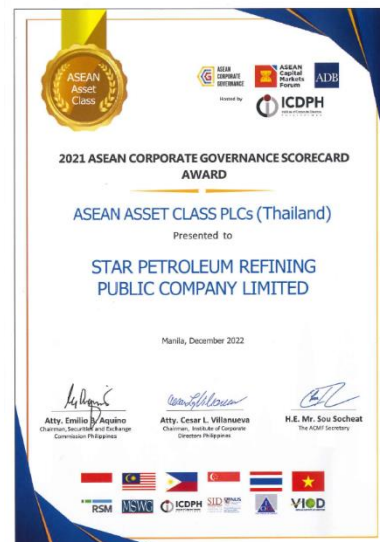 ASEAN
Asset
Class
ASEAN
CORPORATE
GOVERNANCE
ASEAN
Capital
Markets
Forum
ADB
Hosted by
ICDPH
2021 ASEAN CORPORATE GOVERNANCE SCORECARD
AWARD
ASEAN ASSET CLASS PLCs (Thailand)
Presented to
STAR PETROLEUM REFINING
PUBLIC COMPANY LIMITED
Manila, December 2022
Atty. Emilio B. Aquino
Chairman, Securities and Exchange
Commission Philippines
Atty. Cesar L. Villanueva
Chairman, Institute of Corporate
Directors Philippines
H.E. Mr. Sou Socheat
The ACMF Secretary
RSM
MSWG
ICDPH
SID
NUS
VIOD